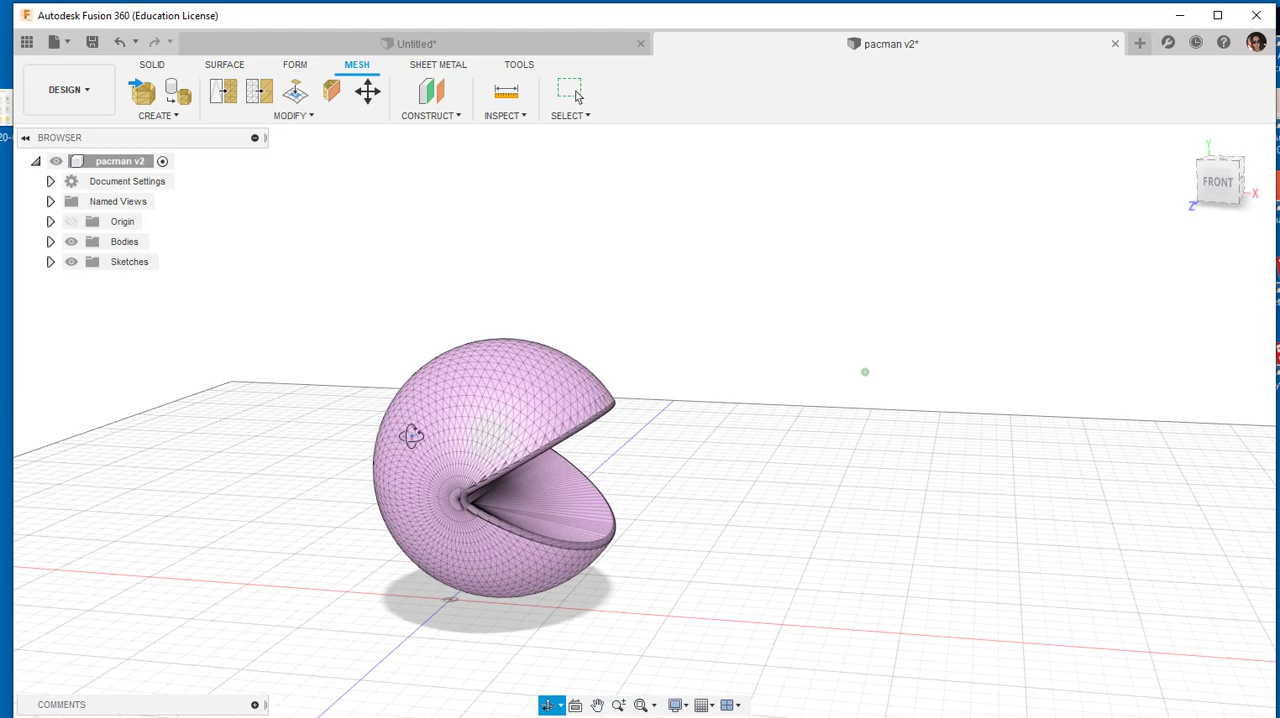 Autodesk Fusion 360 (Education License)
Untitled*
pacman v2*
SOLID SURFACE FORM MESH SHEET METAL TOOLS
DESIGN
CREATE MODIFY CONSTRUCT INSPECT SELECT
BROWSER
pacman v2
Document Settings
Named Views
Origin
Bodies
Sketches
Y
FRONT
X
Z
COMMENTS